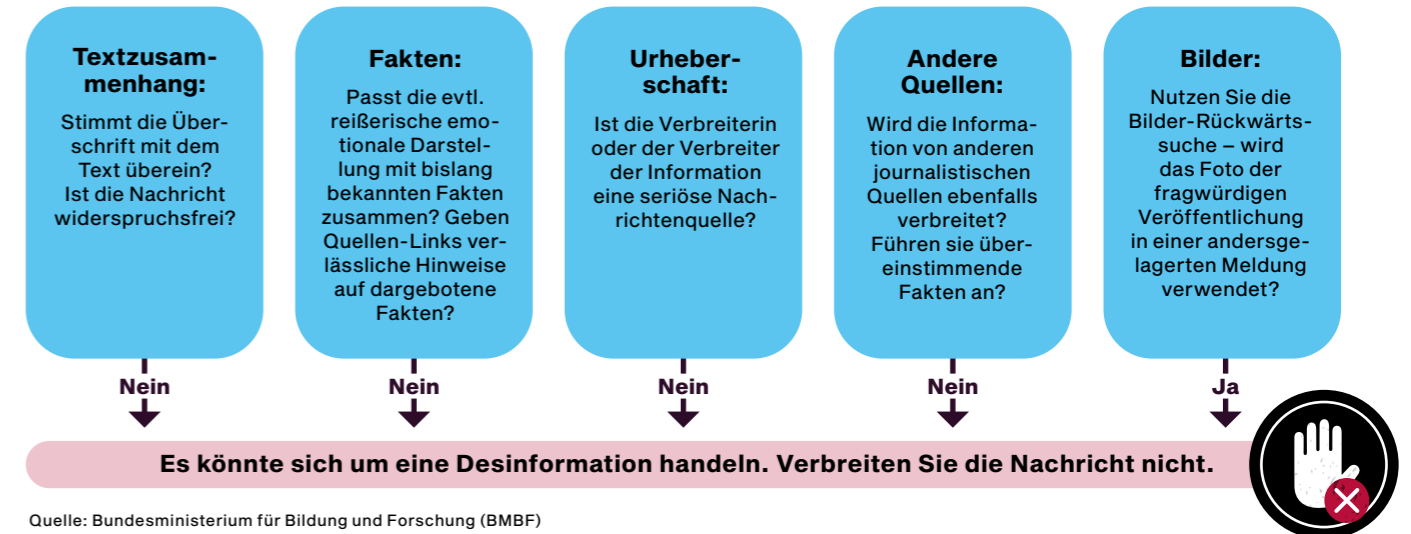 Textzusam-
menhang:
Stimmt die Über-
schrift mit dem
Text überein?
Ist die Nachricht
widerspruchsfrei?
Fakten:
Passt die evtl.
reißerische emo-
tionale Darstel-
lung mit bislang
bekannten Fakten
zusammen? Geben
Quellen-Links ver-
lässliche Hinweise
auf dargebotene
Fakten?
Urheber-
schaft:
Ist die Verbreiterin
oder der Verbreiter
der Information
eine seriöse Nach-
richtenquelle?
Andere
Quellen:
Wird die Informa-
tion von anderen
journalistischen
Quellen ebenfalls
verbreitet?
Führen sie über-
einstimmende
Fakten an?
Bilder:
Nutzen Sie die
Bilder-Rückwärts-
suche – wird
das Foto der
fragwürdigen
Veröffentlichung
in einer andersge-
lagerten Meldung
verwendet?
Nein
Nein
Nein
Nein
Ja
Es könnte sich um eine Desinformation handeln. Verbreiten Sie die Nachricht nicht.
Quelle: Bundesministerium für Bildung und Forschung (BMBF)